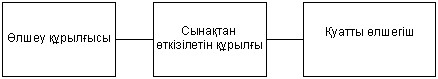 Өлшеу құрылғысы
Сынақтан
өткізілетін құрылғы
Қуатты өлшегіш